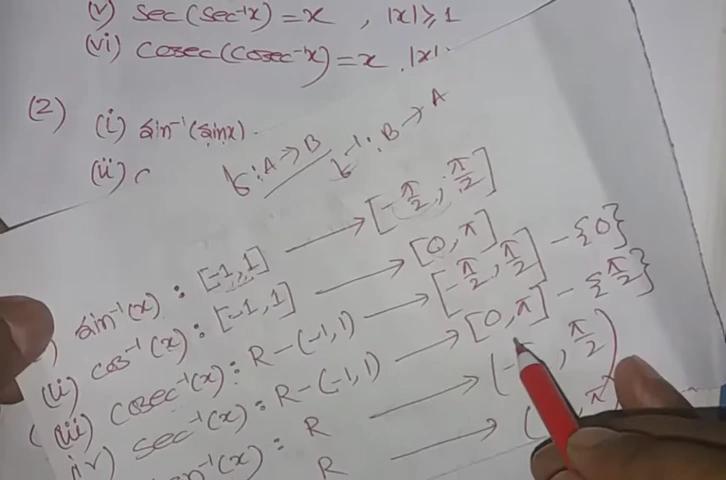 (v) sec(sec⁻¹x) = x , |x| ≥ 1
(vi) cosec(cosec⁻¹x) = x , |x|
(2) (i) sin⁻¹(sinx).
(ii) c
f : A → B f⁻¹ : B → A
) sin⁻¹(x) : [-1, 1] → [-π/2, π/2]
(ii) cos⁻¹(x) : [-1, 1] → [0, π]
(iii) cosec⁻¹(x) : R - (-1, 1) → [-π/2, π/2] - {0}
iv) sec⁻¹(x) : R - (-1, 1) → [0, π] - {π/2}
an⁻¹(x) : R → (- , π/2)
R → ( , π)